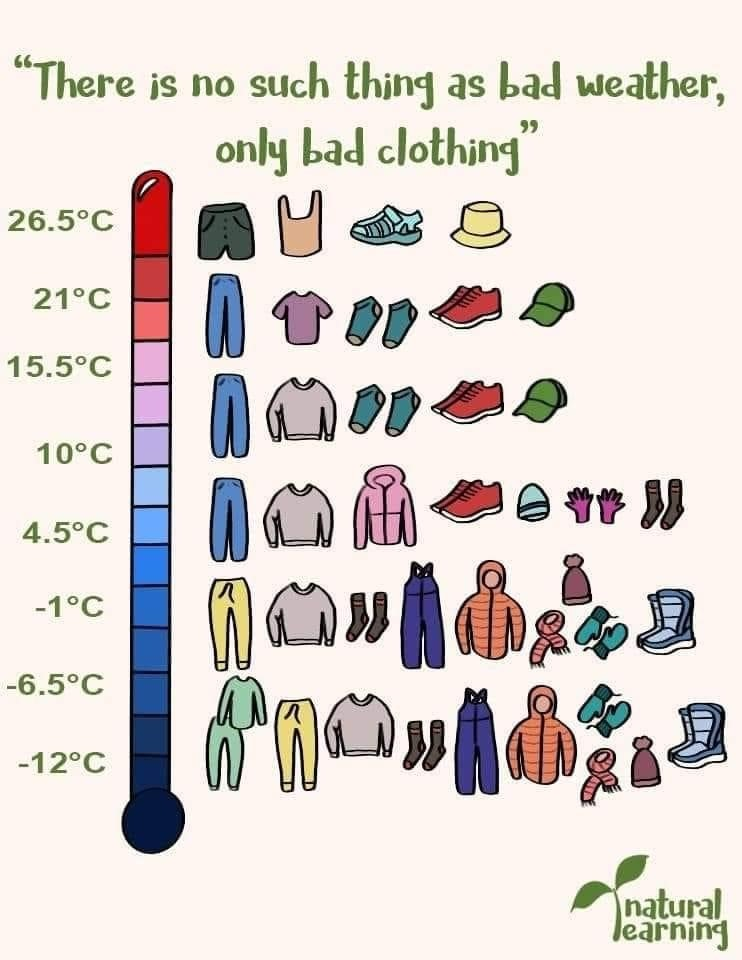 “There is no such thing as bad weather,
only bad clothing”
26.5°C
21°C
15.5°C
10°C
4.5°C
-1°C
-6.5°C
-12°C
natural
learning